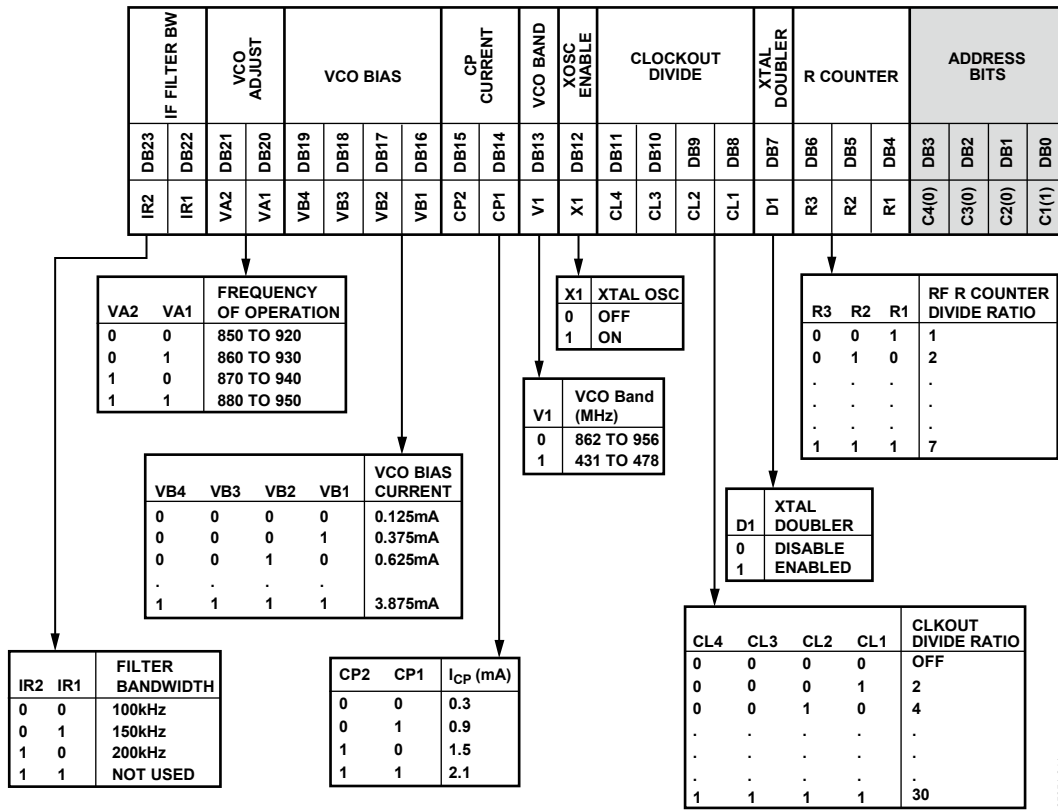 IF FILTER BW
VCO ADJUST
VCO BIAS
CP CURRENT
VCO BAND
XOSC ENABLE
CLOCKOUT DIVIDE
XTAL DOUBLER
R COUNTER
ADDRESS BITS
DB23 DB22 DB21 DB20 DB19 DB18 DB17 DB16 DB15 DB14 DB13 DB12 DB11 DB10 DB9 DB8 DB7 DB6 DB5 DB4 DB3 DB2 DB1 DB0
IR2 IR1 VA2 VA1 VB4 VB3 VB2 VB1 CP2 CP1 V1 X1 CL4 CL3 CL2 CL1 D1 R3 R2 R1 C4(0) C3(0) C2(0) C1(1)
VA2 VA1 FREQUENCY OF OPERATION
0 0 850 TO 920
0 1 860 TO 930
1 0 870 TO 940
1 1 880 TO 950
X1 XTAL OSC
0 OFF
1 ON
R3 R2 R1 RF R COUNTER DIVIDE RATIO
0 0 1 1
0 1 0 2
. . . .
. . . .
. . . .
1 1 1 7
V1 VCO Band (MHz)
0 862 TO 956
1 431 TO 478
VB4 VB3 VB2 VB1 VCO BIAS CURRENT
0 0 0 0 0.125mA
0 0 0 1 0.375mA
0 0 1 0 0.625mA
. . .
1 1 1 1 3.875mA
D1 XTAL DOUBLER
0 DISABLE
1 ENABLED
IR2 IR1 FILTER BANDWIDTH
0 0 100kHz
0 1 150kHz
1 0 200kHz
1 1 NOT USED
CP2 CP1 ICP (mA)
0 0 0.3
0 1 0.9
1 0 1.5
1 1 2.1
CL4 CL3 CL2 CL1 CLKOUT DIVIDE RATIO
0 0 0 0 OFF
0 0 0 1 2
0 0 1 0 4
. . . . .
. . . . .
. . . . .
1 1 1 1 30